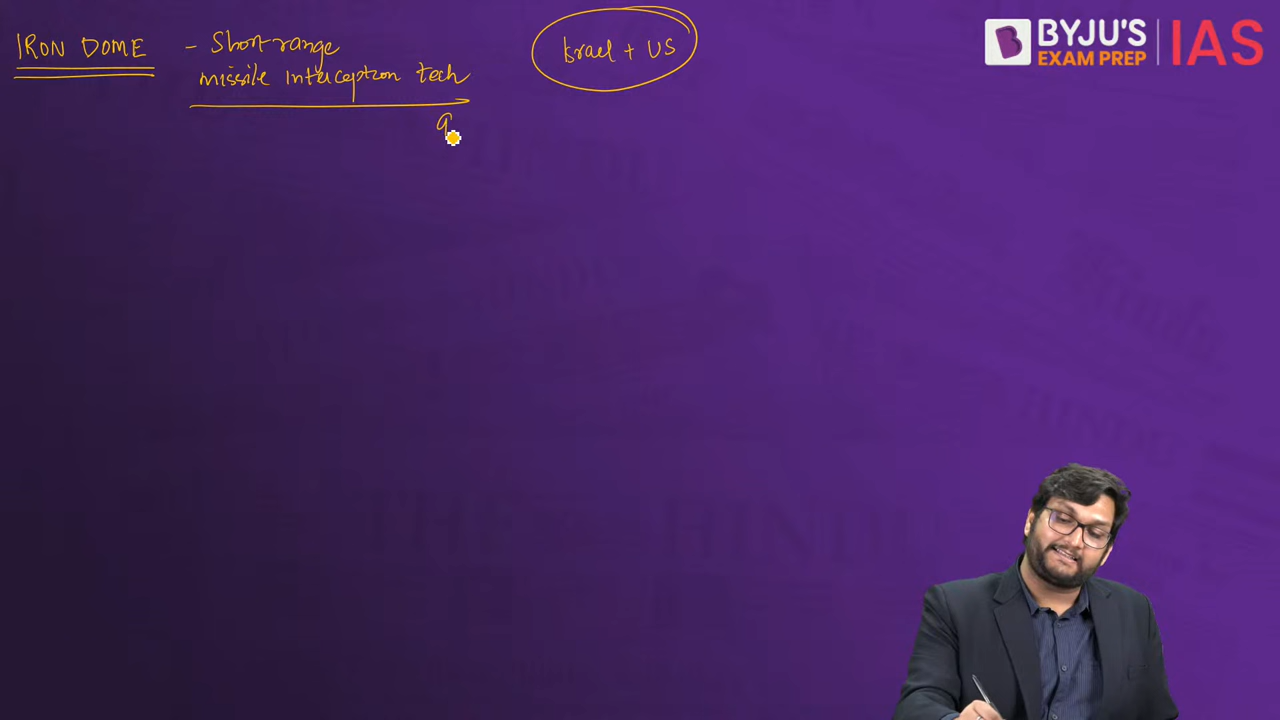 IRON DOME - Short range
missile interception tech
Israel + US
BYJU'S
EXAM PREP
IAS